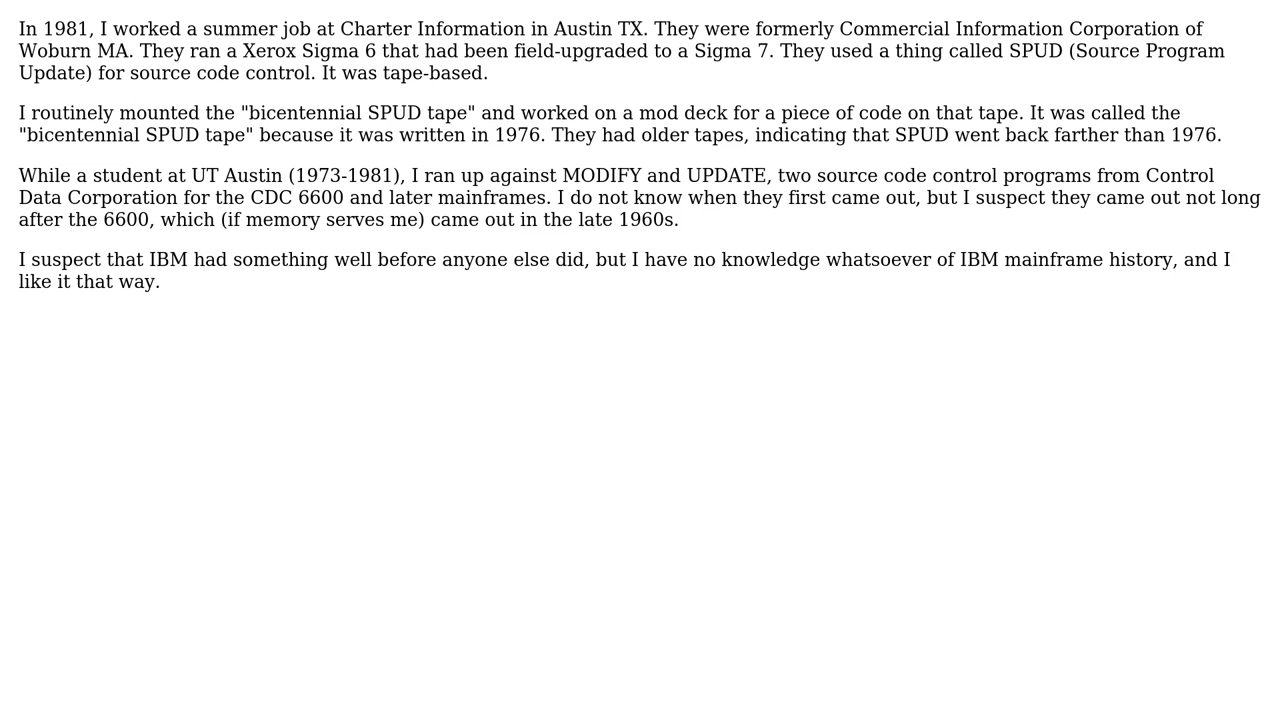 In 1981, I worked a summer job at Charter Information in Austin TX. They were formerly Commercial Information Corporation of
Woburn MA. They ran a Xerox Sigma 6 that had been field-upgraded to a Sigma 7. They used a thing called SPUD (Source Program
Update) for source code control. It was tape-based.
I routinely mounted the "bicentennial SPUD tape" and worked on a mod deck for a piece of code on that tape. It was called the
"bicentennial SPUD tape" because it was written in 1976. They had older tapes, indicating that SPUD went back farther than 1976.
While a student at UT Austin (1973-1981), I ran up against MODIFY and UPDATE, two source code control programs from Control
Data Corporation for the CDC 6600 and later mainframes. I do not know when they first came out, but I suspect they came out not long
after the 6600, which (if memory serves me) came out in the late 1960s.
I suspect that IBM had something well before anyone else did, but I have no knowledge whatsoever of IBM mainframe history, and I
like it that way.